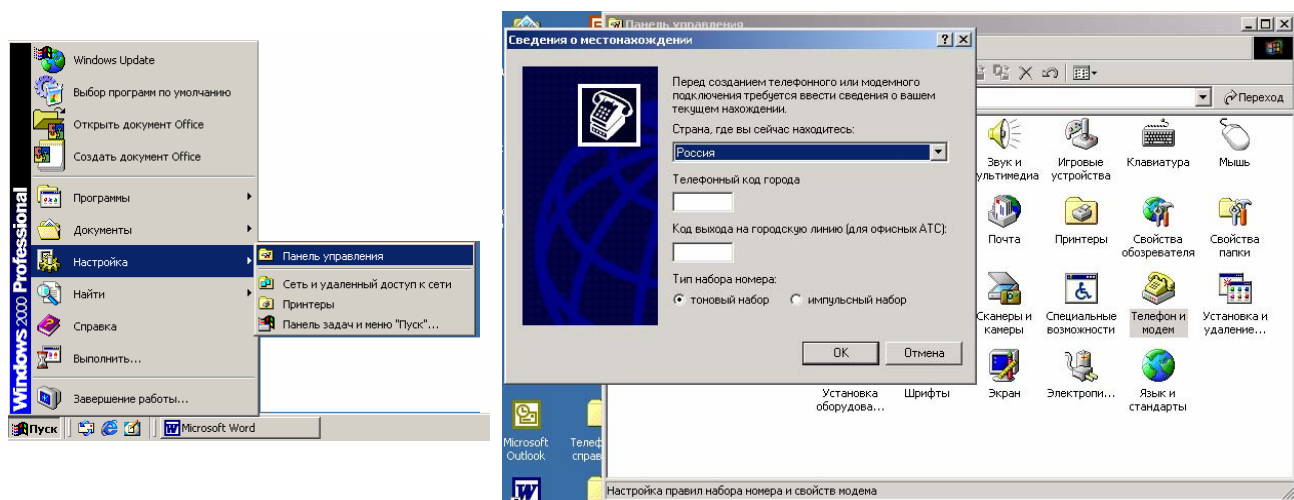 Windows 2000 Professional
Windows Update
Выбор программ по умолчанию
Открыть документ Office
Создать документ Office
Программы
Документы
Настройка
Найти
Справка
Выполнить...
Завершение работы...
Панель управления
Сеть и удаленный доступ к сети
Принтеры
Панель задач и меню "Пуск"...
Пуск
Microsoft Word
Панель управления
Сведения о местонахождении
Перед созданием телефонного или модемного
подключения требуется ввести сведения о вашем
текущем нахождении.
Страна, где вы сейчас находитесь:
Россия
Телефонный код города
Код выхода на городскую линию (для офисных АТС):
Тип набора номера:
тоновый набор
импульсный набор
OK
Отмена
Переход
Звук и
ультимедиа
Игровые
устройства
Клавиатура
Мышь
Почта
Принтеры
Свойства
обозревателя
Свойства
папки
Сканеры и
камеры
Специальные
возможности
Телефон и
модем
Установка и
удаление...
Установка
оборудова...
Шрифты
Экран
Электропи...
Язык и
стандарты
Microsoft
Outlook
Телеф
справ
Настройка правил набора номера и свойств модема